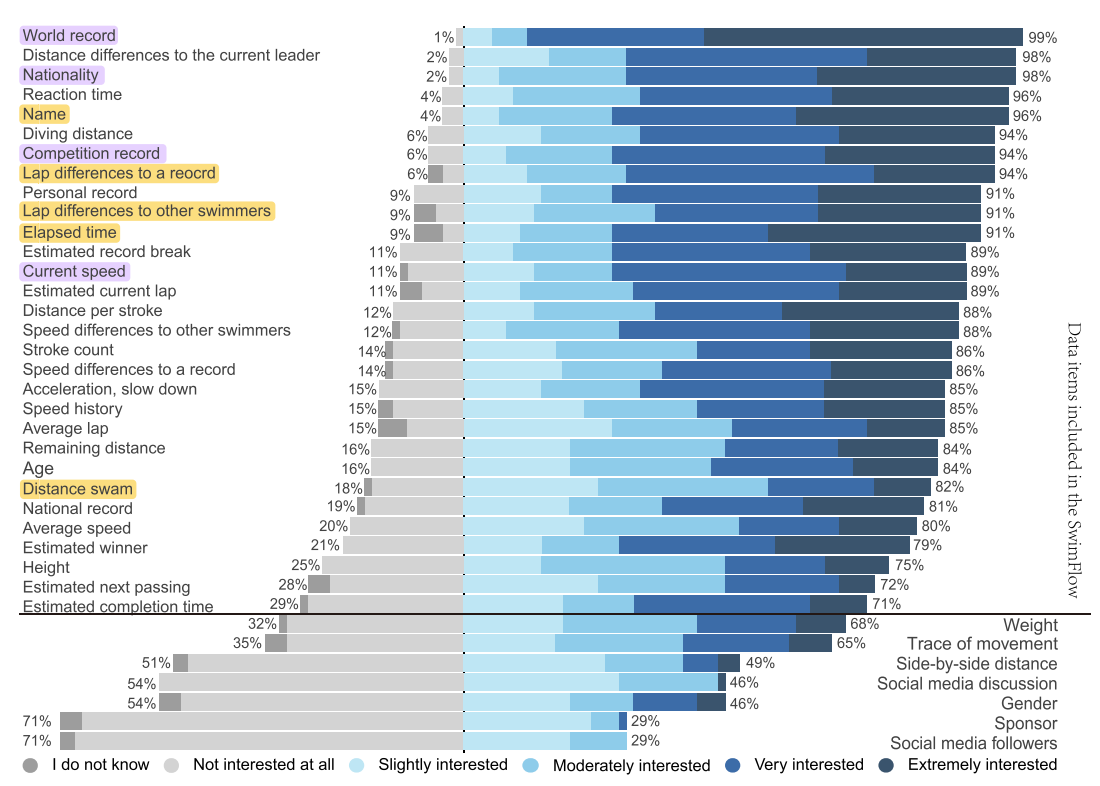 World record 1% 99%
Distance differences to the current leader 2% 98%
Nationality 2% 98%
Reaction time 4% 96%
Name 4% 96%
Diving distance 6% 94%
Competition record 6% 94%
Lap differences to a reocrd 6% 94%
Personal record 9% 91%
Lap differences to other swimmers 9% 91%
Elapsed time 9% 91%
Estimated record break 11% 89%
Current speed 11% 89%
Estimated current lap 11% 89%
Distance per stroke 12% 88%
Speed differences to other swimmers 12% 88%
Stroke count 14% 86%
Speed differences to a record 14% 86%
Acceleration, slow down 15% 85%
Speed history 15% 85%
Average lap 15% 85%
Remaining distance 16% 84%
Age 16% 84%
Distance swam 18% 82%
National record 19% 81%
Average speed 20% 80%
Estimated winner 21% 79%
Height 25% 75%
Estimated next passing 28% 72%
Estimated completion time 29% 71%
Data items included in the SwimFlow
32% 68% Weight
35% 65% Trace of movement
51% 49% Side-by-side distance
54% 46% Social media discussion
54% 46% Gender
71% 29% Sponsor
71% 29% Social media followers
I do not know Not interested at all Slightly interested Moderately interested Very interested Extremely interested